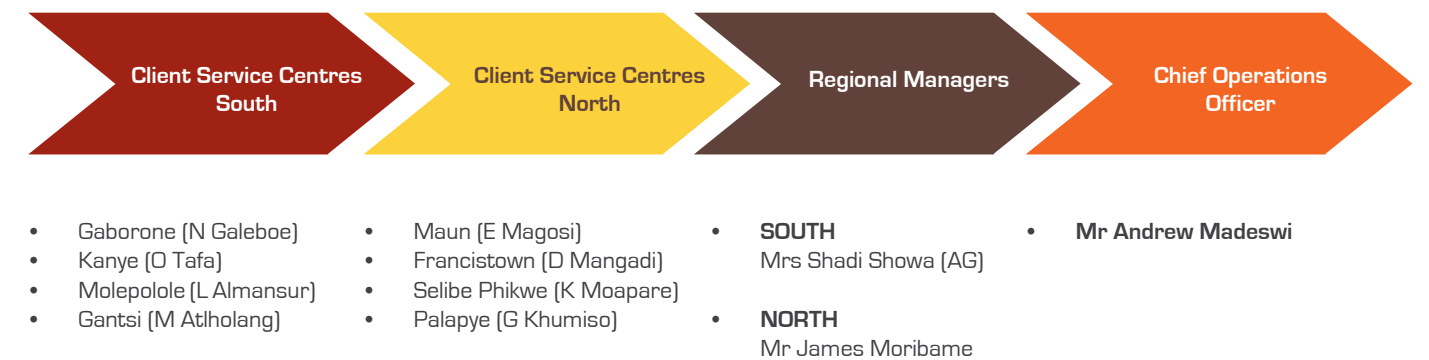 Client Service Centres
South
Client Service Centres
North
Regional Managers
Chief Operations
Officer
• Gaborone (N Galeboe)
• Kanye (O Tafa)
• Molepolole (L Almansur)
• Gantsi (M Atlholang)
• Maun (E Magosi)
• Francistown (D Mangadi)
• Selibe Phikwe (K Moapare)
• Palapye (G Khumiso)
• SOUTH
Mrs Shadi Showa (AG)
• NORTH
Mr James Moribame
• Mr Andrew Madeswi